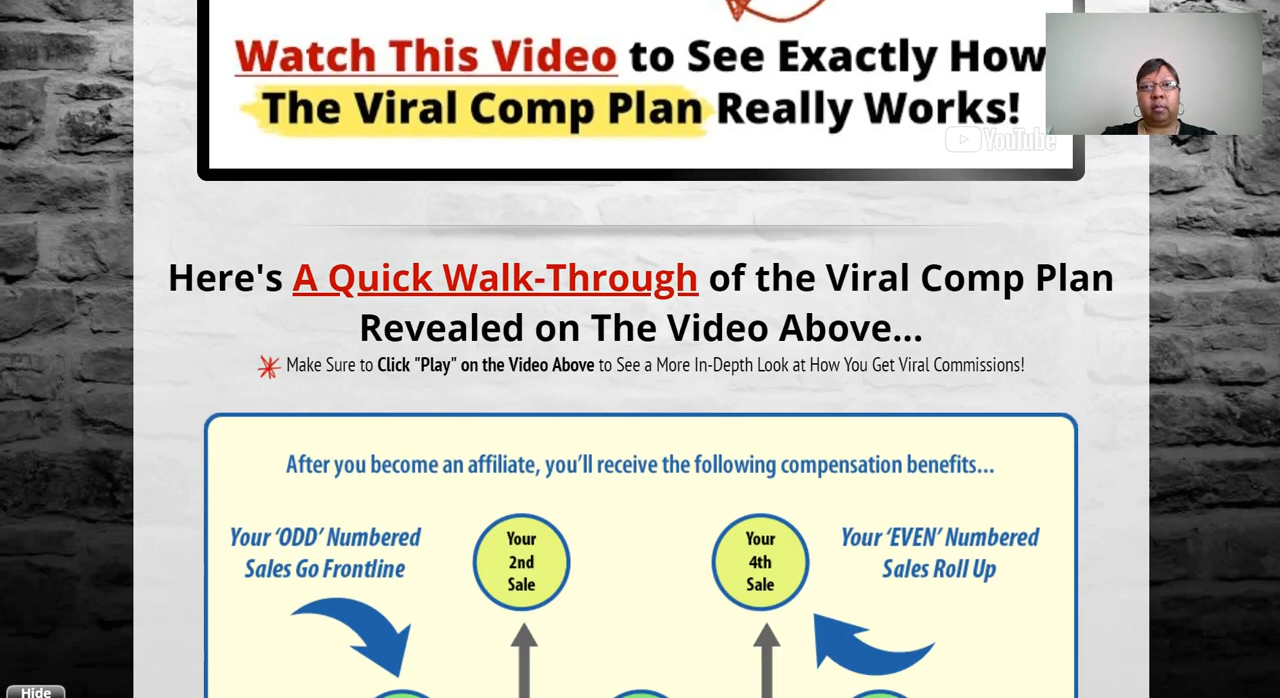 Watch This Video to See Exactly How
The Viral Comp Plan Really Works!
YouTube
Here's A Quick Walk-Through of the Viral Comp Plan
Revealed on The Video Above...
Make Sure to Click "Play" on the Video Above to See a More In-Depth Look at How You Get Viral Commissions!
After you become an affiliate, you'll receive the following compensation benefits...
Your 'ODD' Numbered
Sales Go Frontline
Your
2nd
Sale
Your
4th
Sale
Your 'EVEN' Numbered
Sales Roll Up
Hide